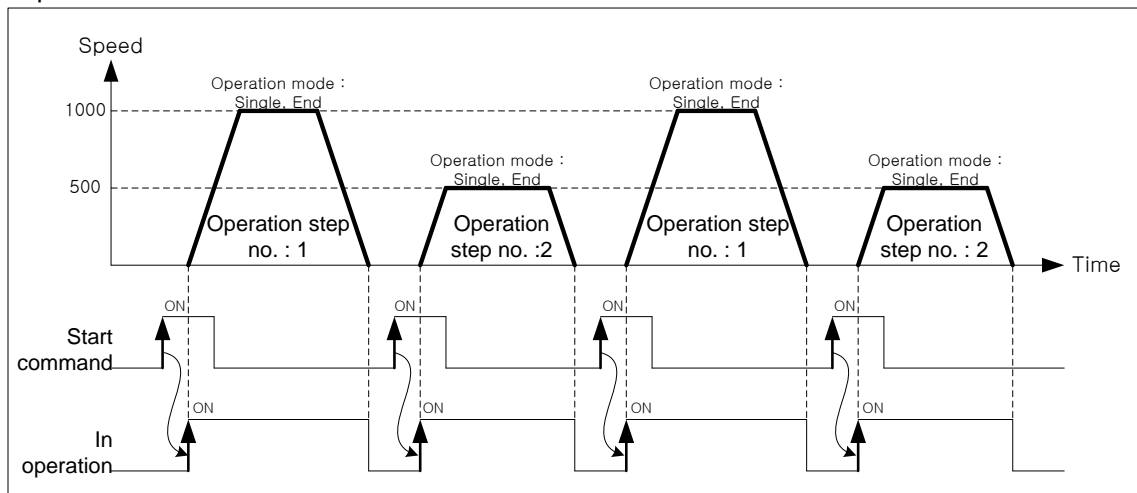 Speed
Operation mode :
Single, End
Operation mode :
Single, End
1000
Operation mode :
Single, End
Operation mode :
Single, End
500
Operation step
no. : 1
Operation
step no. :2
Operation step
no. : 1
Operation
step no. : 2
Time
ON
ON
ON
ON
Start
command
ON
ON
ON
ON
In
operation